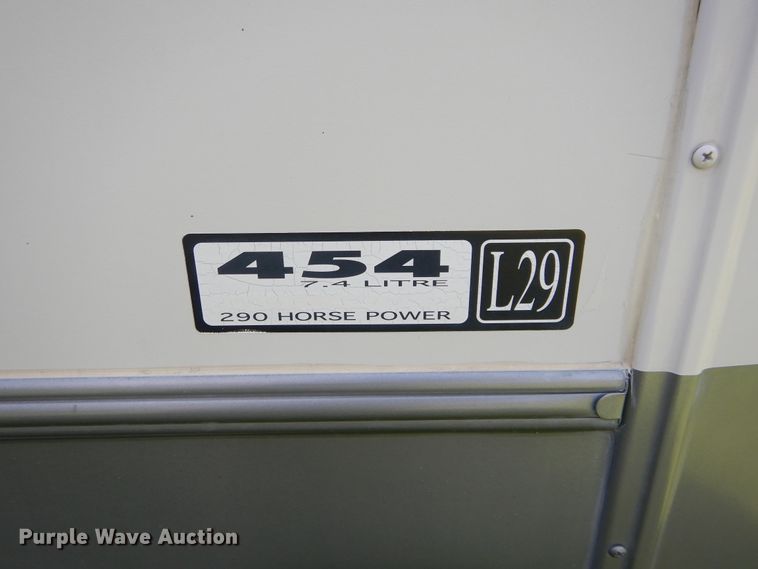 454
7.4 LITRE
290 HORSE POWER
L29
Purple Wave Auction